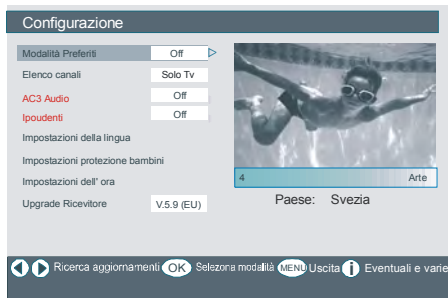 Configurazione
Modalità Preferiti Off
Elenco canali Solo Tv
AC3 Audio Off
Ipoudenti Off
Impostazioni della lingua
Impostazioni protezione bambini
Impostazioni dell' ora
Upgrade Ricevitore V.5.9 (EU)
4 Arte
Paese: Svezia
Ricerca aggiornamenti OK Selezona modalità MENU Uscita i Eventuali e varie